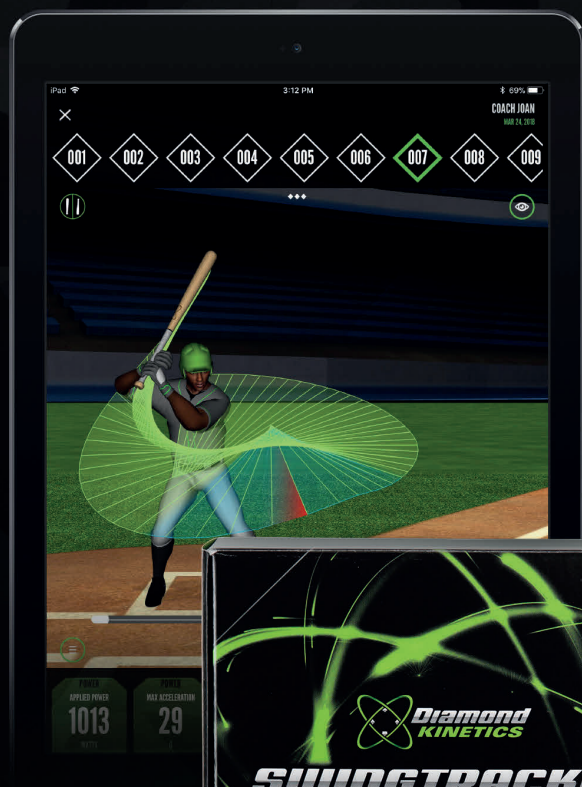 iPad 3:12 PM 69%
COACH JOAN
MAR 24, 2018
001 002 003 004 005 006 007 008 009
POWER POWER
APPLIED POWER MAX ACCELERATION
1013 29
WATTS
Diamond
KINETICS